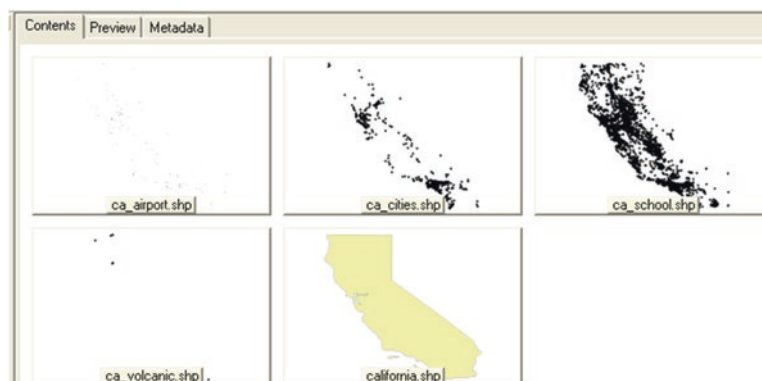 Contents Preview Metadata
ca_airport.shp ca_cities.shp ca_school.shp
ca_volcanic.shp california.shp